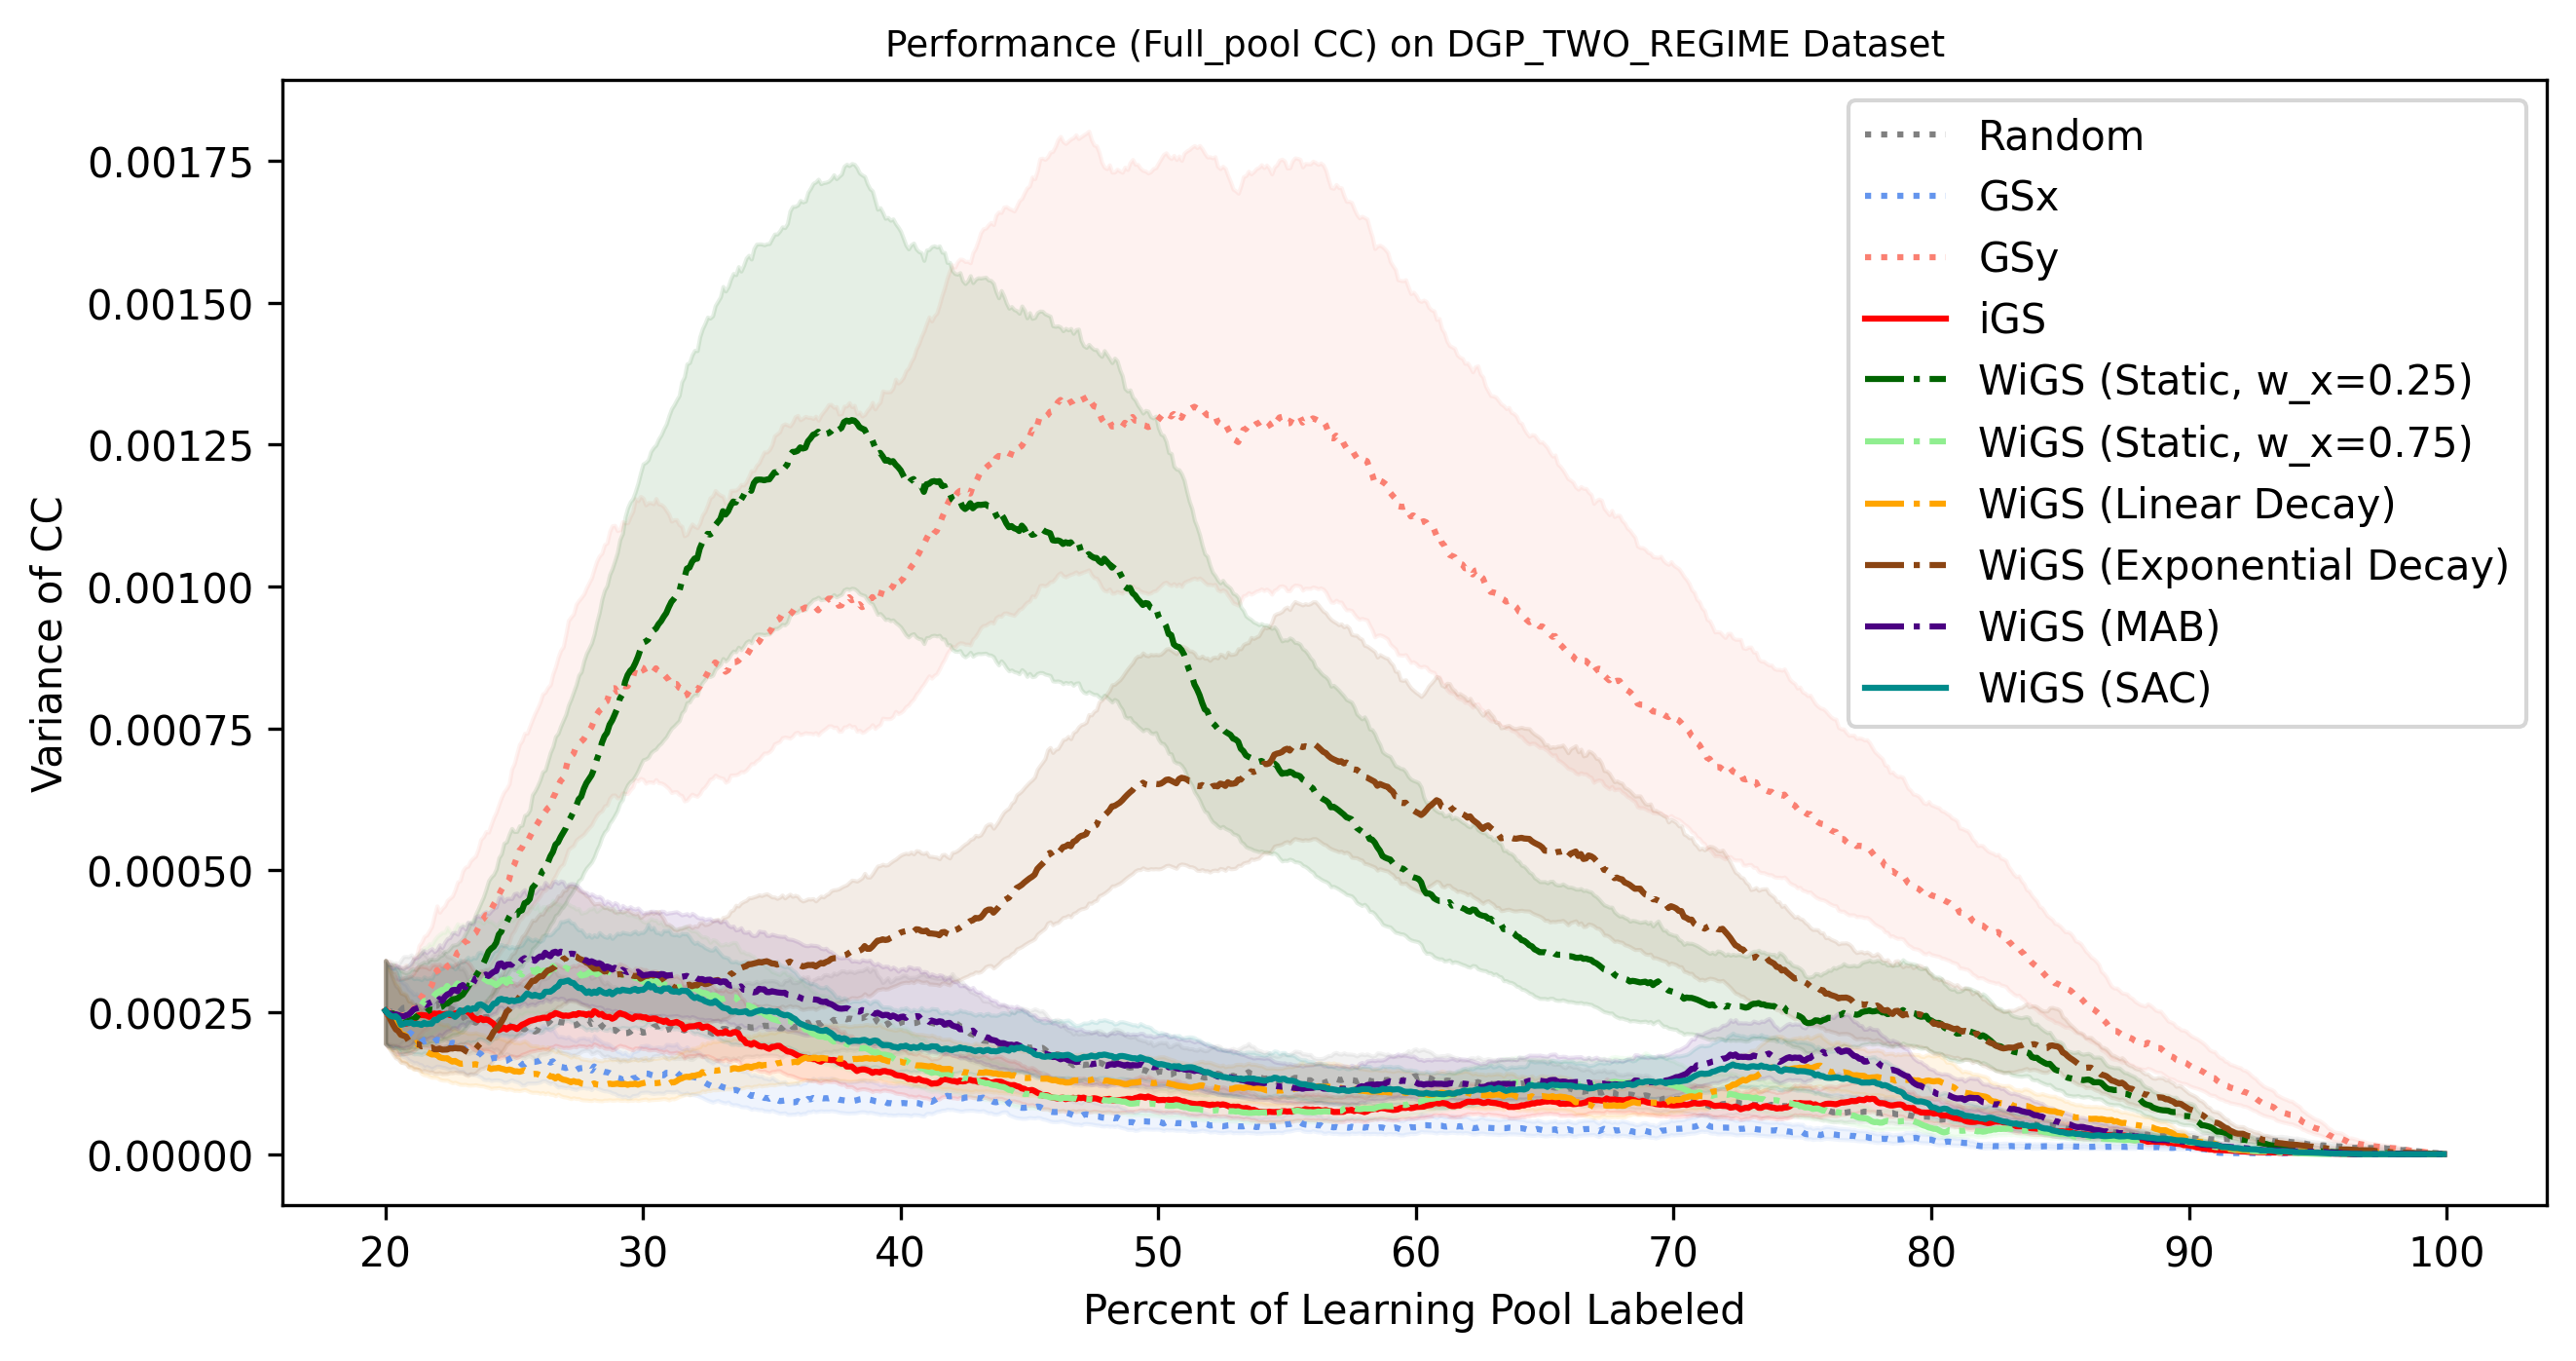 Performance (Full_pool CC) on DGP_TWO_REGIME Dataset
Variance of CC
0.00175
0.00150
0.00125
0.00100
0.00075
0.00050
0.00025
0.00000
Random
GSx
GSy
iGS
WiGS (Static, w_x=0.25)
WiGS (Static, w_x=0.75)
WiGS (Linear Decay)
WiGS (Exponential Decay)
WiGS (MAB)
WiGS (SAC)
20 30 40 50 60 70 80 90 100
Percent of Learning Pool Labeled